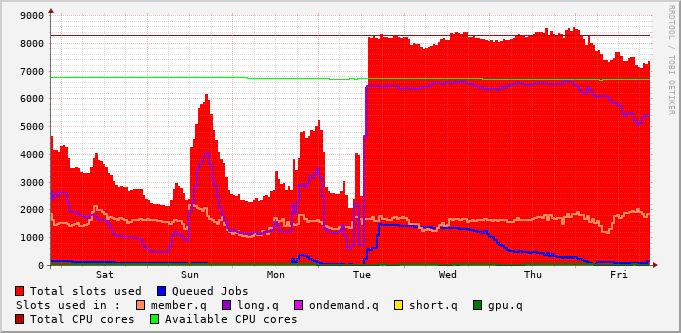 9000
8000
7000
6000
5000
4000
3000
2000
1000
0
Sat Sun Mon Tue Wed Thu Fri
RRDTOOL / TOBI OETIKER
Total slots used Queued Jobs
Slots used in : member.q long.q ondemand.q short.q gpu.q
Total CPU cores Available CPU cores